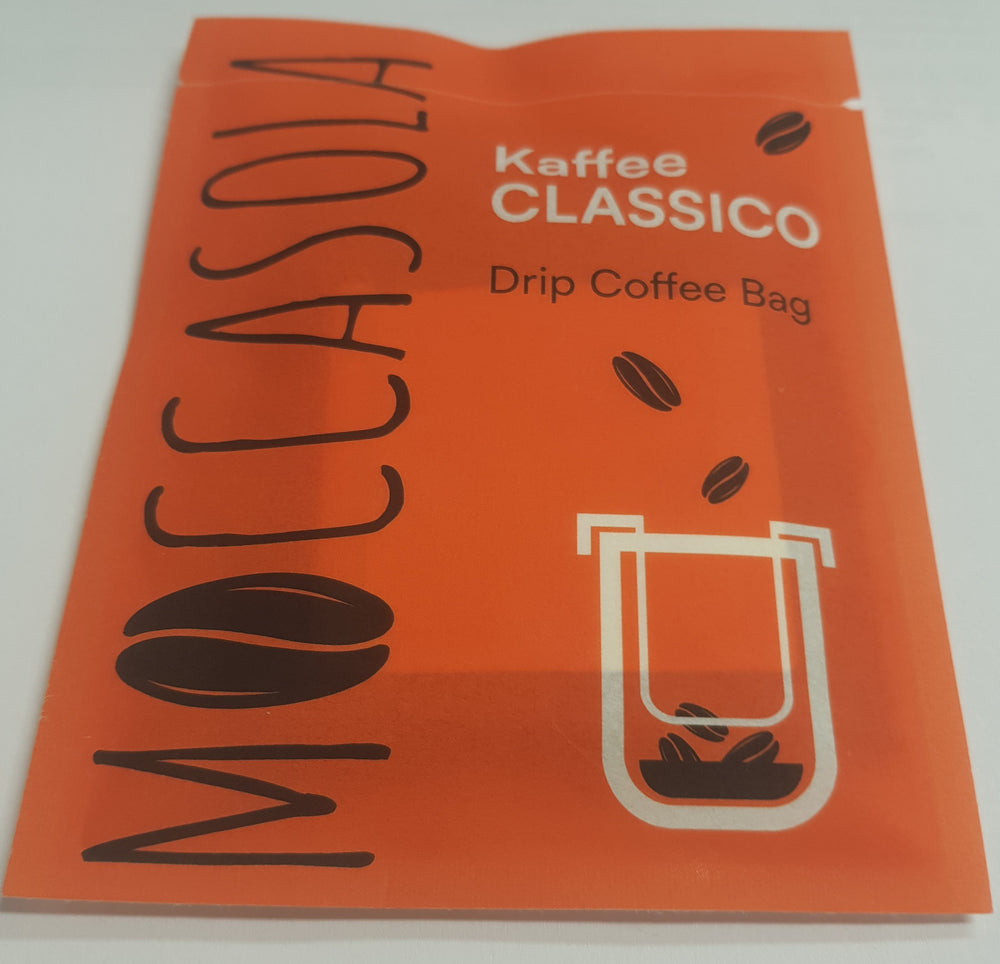 MOCCASOLA
Kaffee
CLASSICO
Drip Coffee Bag